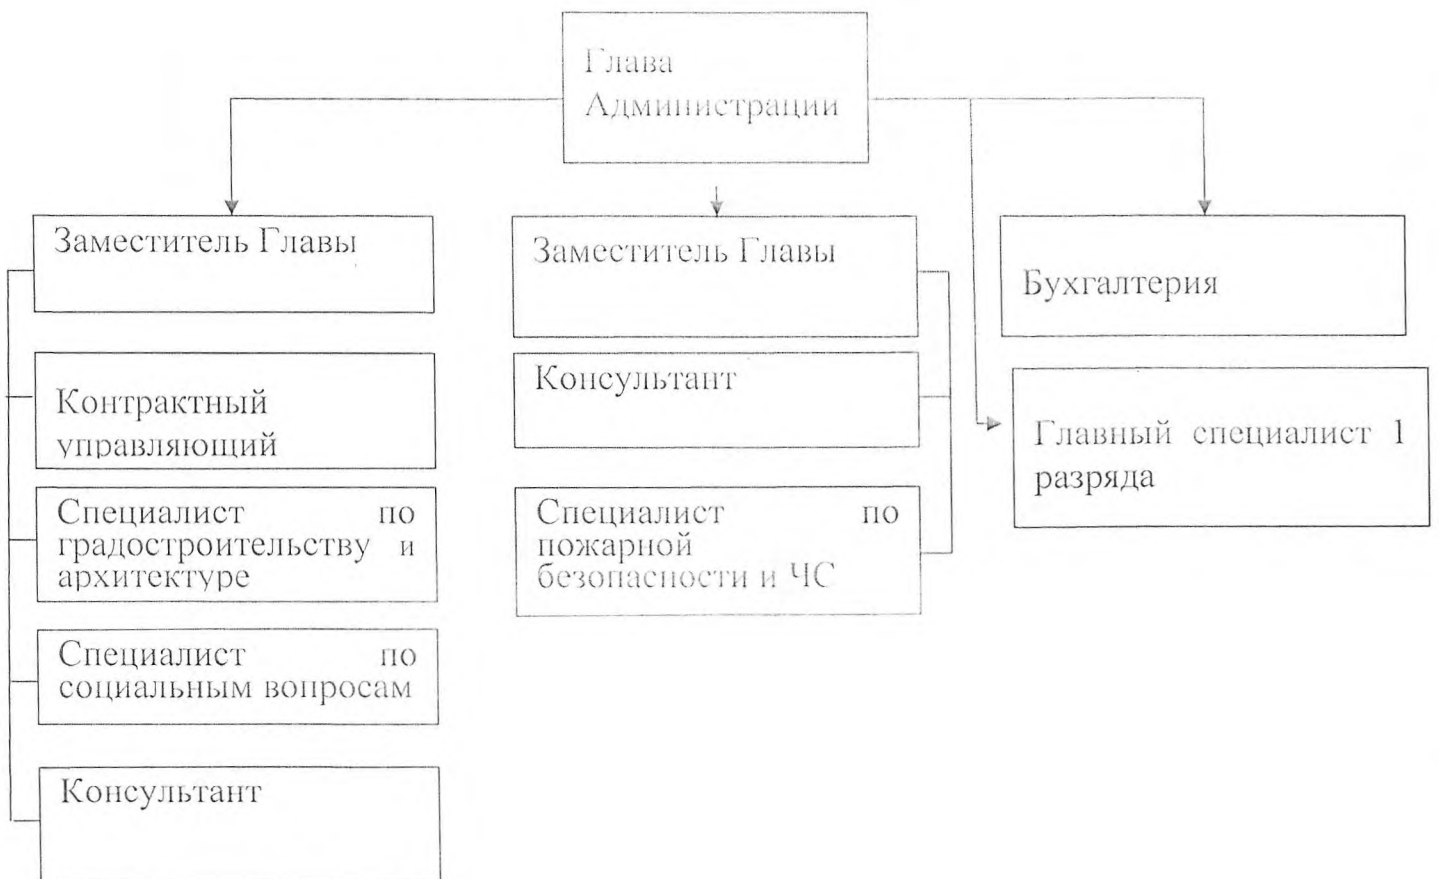 Глава
Администрации
Заместитель Главы
Контрактный
управляющий
Специалист по
градостроительству и
архитектуре
Специалист по
социальным вопросам
Консультант
Заместитель Главы
Консультант
Специалист по
пожарной
безопасности и ЧС
Бухгалтерия
Главный специалист 1
разряда